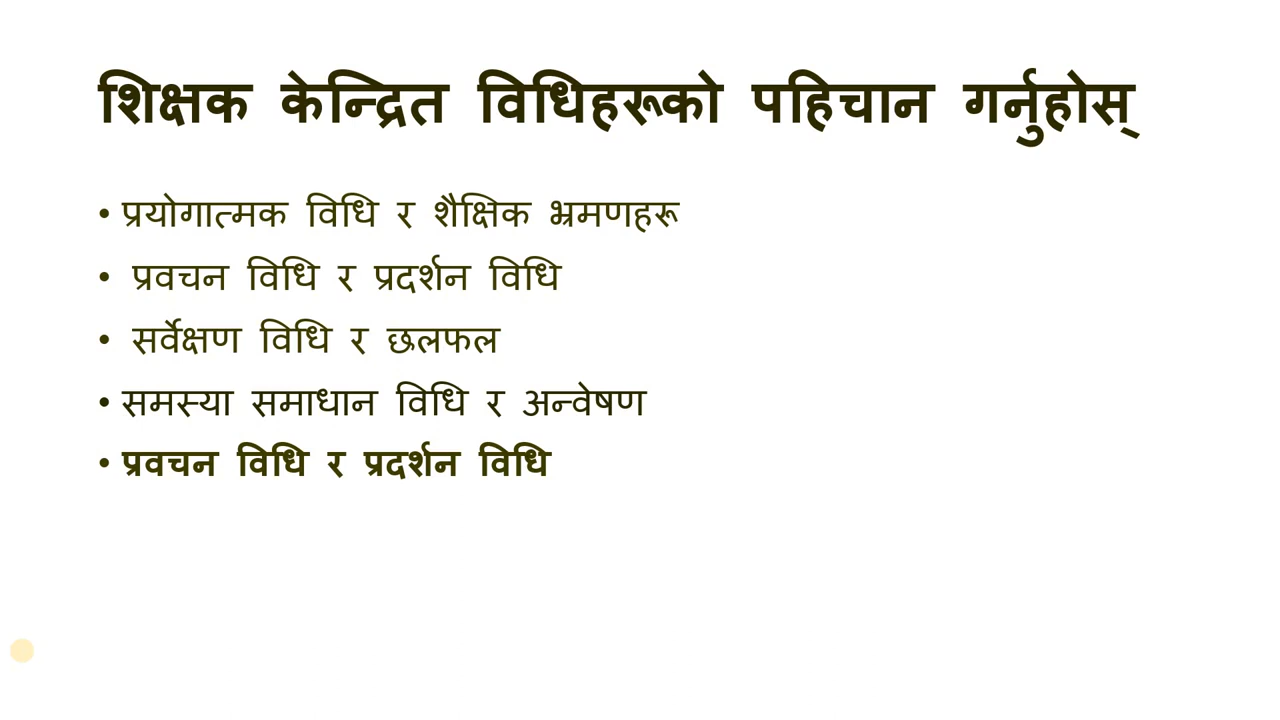 शिक्षक केन्द्रित विधिहरूको पहिचान गर्नुहोस्
• प्रयोगात्मक विधि र शैक्षिक भ्रमणहरू
• प्रवचन विधि र प्रदर्शन विधि
• सर्वेक्षण विधि र छलफल
• समस्या समाधान विधि र अन्वेषण
• प्रवचन विधि र प्रदर्शन विधि